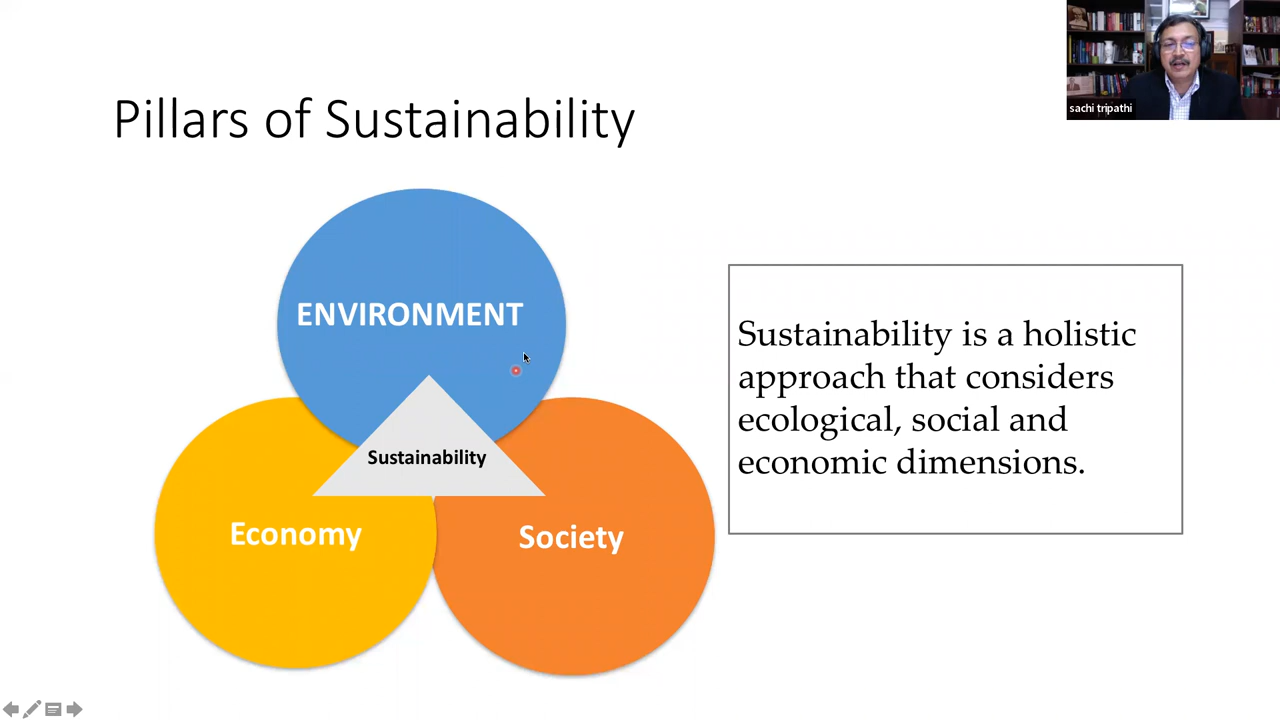 sachi tripathi
Pillars of Sustainability
ENVIRONMENT
Sustainability
Economy
Society
Sustainability is a holistic
approach that considers
ecological, social and
economic dimensions.